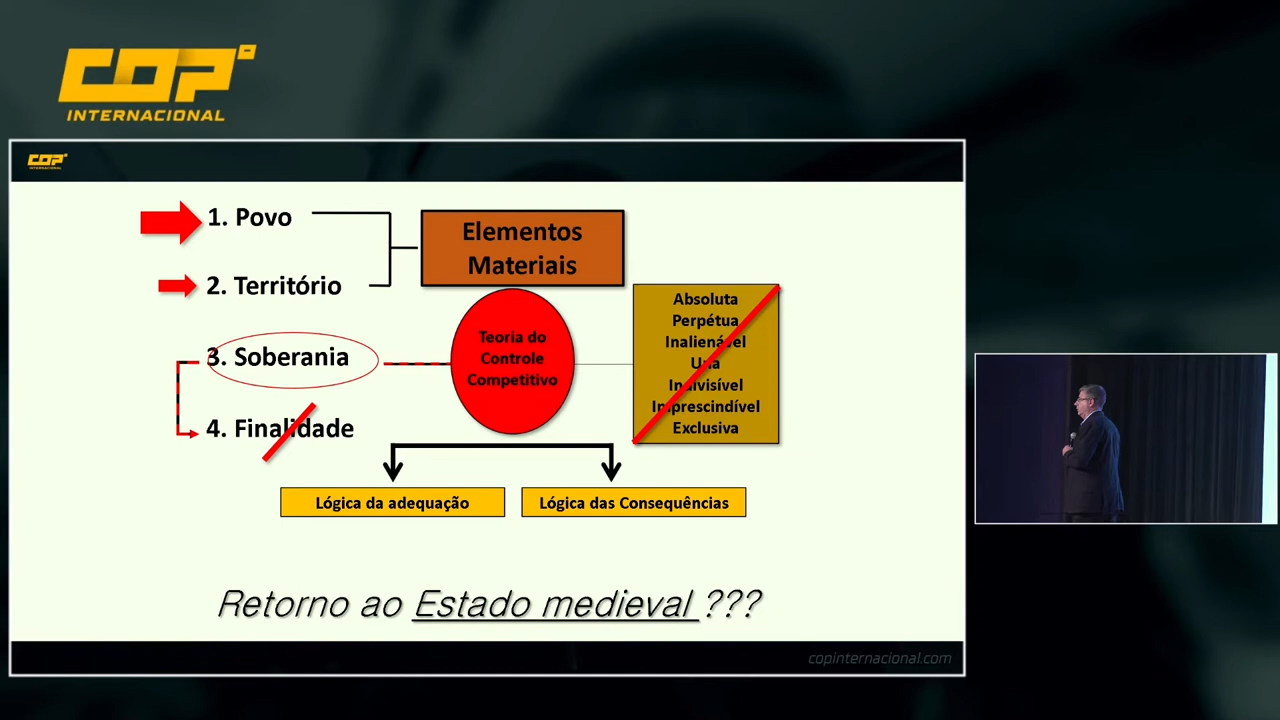 COP
INTERNACIONAL
COP
INTERNACIONAL
1. Povo
2. Território
3. Soberania
4. Finalidade
Elementos
Materiais
Teoria do
Controle
Competitivo
Absoluta
Perpétua
Inalienável
Una
Indivisível
Imprescindível
Exclusiva
Lógica da adequação
Lógica das Consequências
Retorno ao Estado medieval ???
copinternacional.com